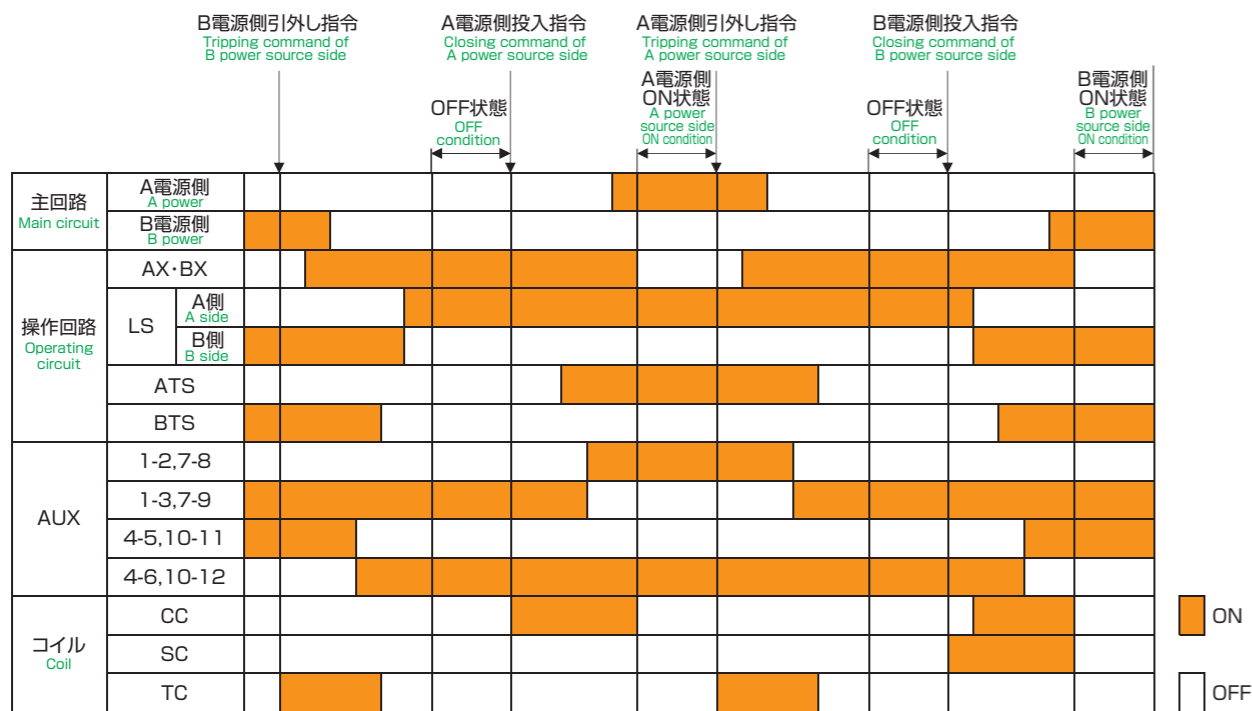 B電源側引外し指令
Tripping command of
B power source side
A電源側投入指令
Closing command of
A power source side
A電源側引外し指令
Tripping command of
A power source side
B電源側投入指令
Closing command of
B power source side
OFF状態
OFF
condition
A電源側
ON状態
A power
source side
ON condition
OFF状態
OFF
condition
B電源側
ON状態
B power
source side
ON condition
主回路
Main circuit
A電源側
A power
B電源側
B power
操作回路
Operating
circuit
AX・BX
LS
A側
A side
B側
B side
ATS
BTS
AUX
1-2,7-8
1-3,7-9
4-5,10-11
4-6,10-12
コイル
Coil
CC
SC
TC
ON
OFF